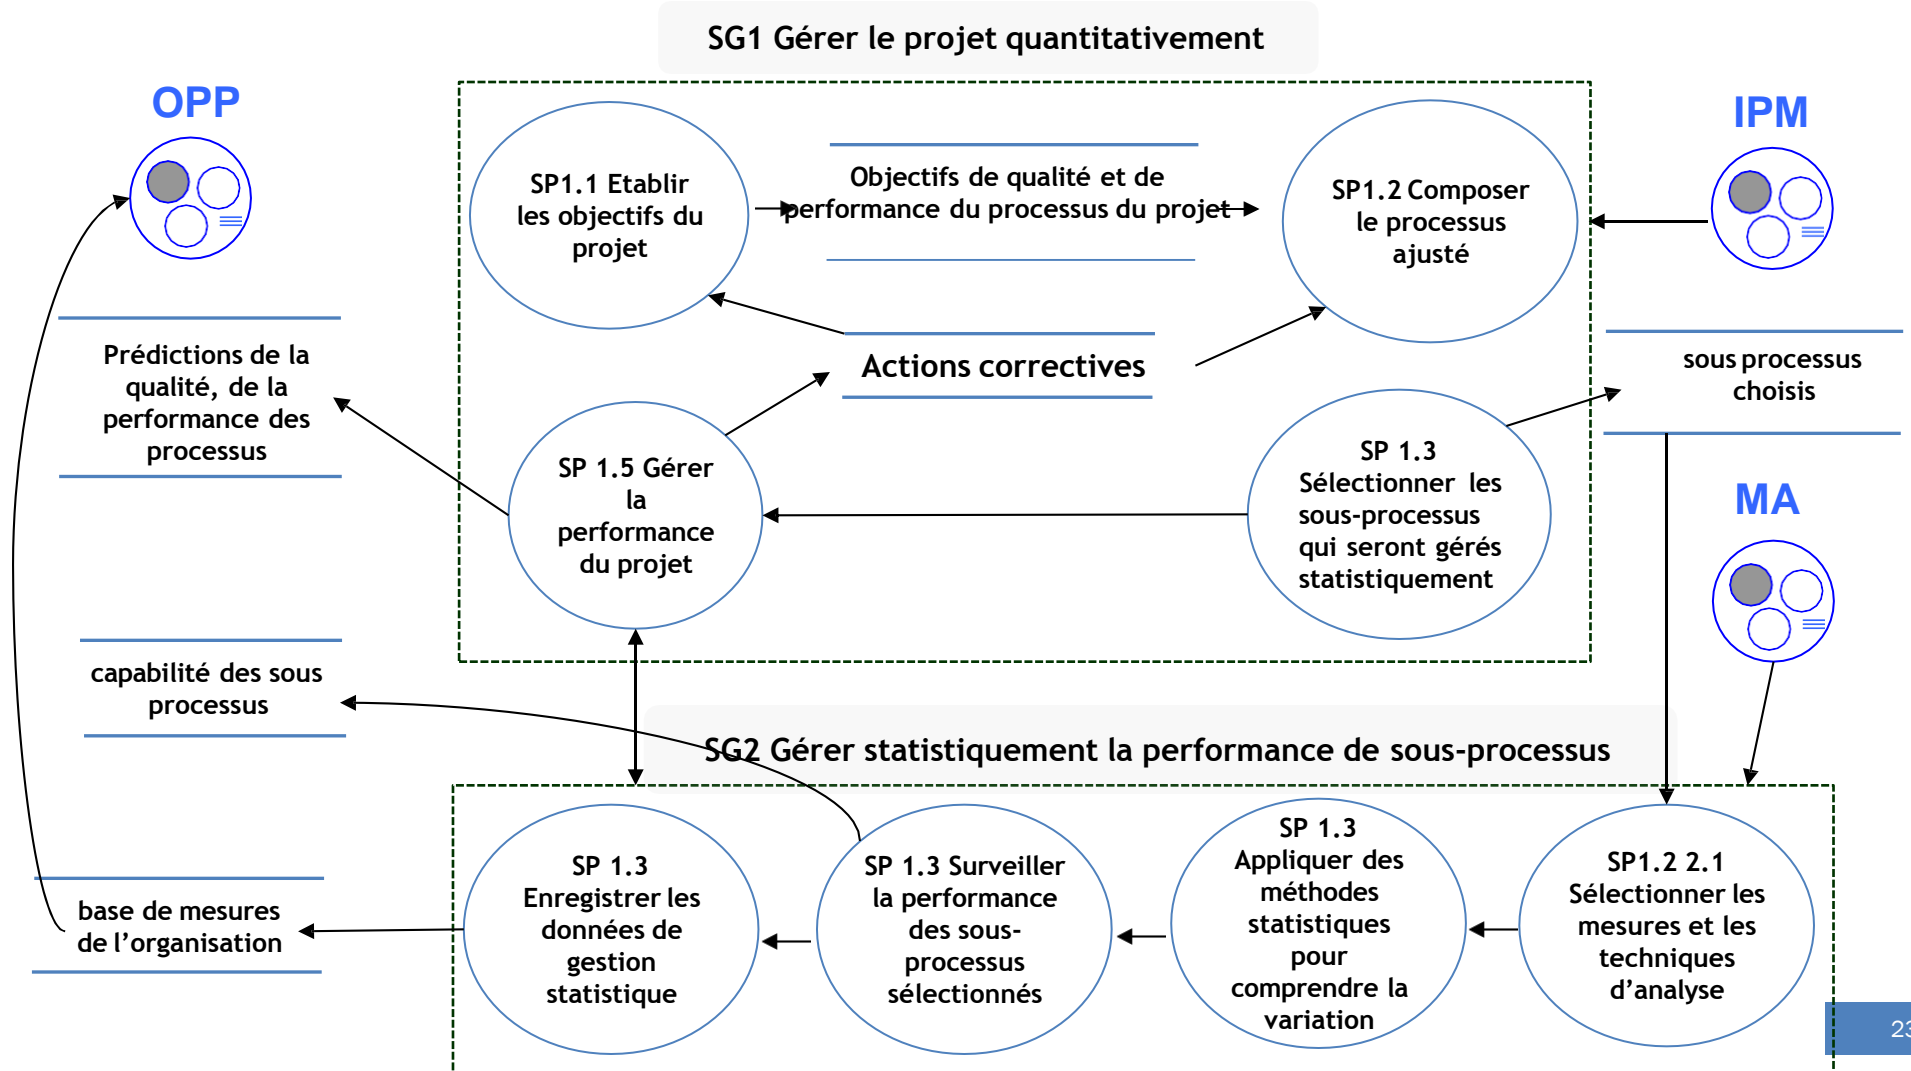 SG1 Gérer le projet quantitativement
OPP
IPM
SP1.1 Etablir
les objectifs du
projet
Objectifs de qualité et de
performance du processus du projet
SP1.2 Composer
le processus
ajusté
Prédictions de la
qualité, de la
performance des
processus
Actions correctives
sous processus
choisis
SP 1.5 Gérer
la
performance
du projet
SP 1.3
Sélectionner les
sous-processus
qui seront gérés
statistiquement
MA
capabilité des sous
processus
SG2 Gérer statistiquement la performance de sous-processus
base de mesures
de l'organisation
SP 1.3
Enregistrer les
données de
gestion
statistique
SP 1.3 Surveiller
la performance
des sous-
processus
sélectionnés
SP 1.3
Appliquer des
méthodes
statistiques
pour
comprendre la
variation
SP1.2 2.1
Sélectionner les
mesures et les
techniques
d'analyse
23